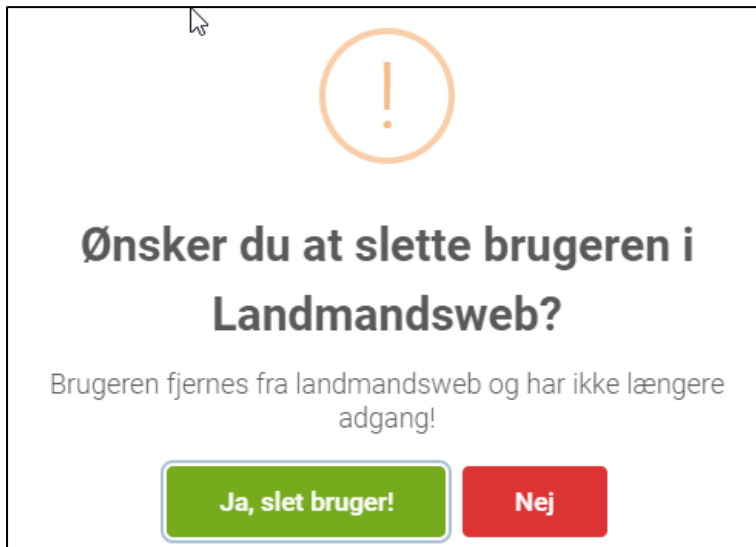 Ønsker du at slette brugeren i
Landmandsweb?
Brugeren fjernes fra landmandsweb og har ikke længere
adgang!
Ja, slet bruger! Nej